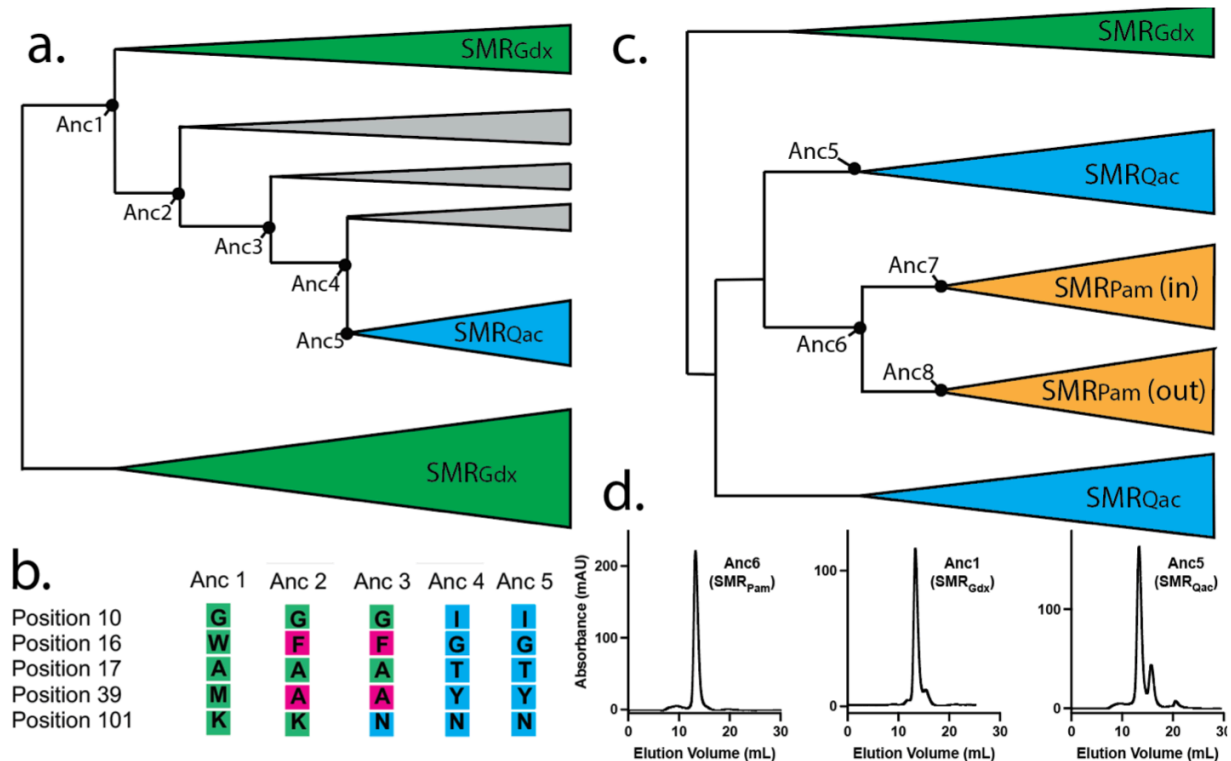 a.
SMRGdx
Anc1
Anc2
Anc3
Anc4
Anc5
SMRQac
SMRGdx
b.
Anc 1 Anc 2 Anc 3 Anc 4 Anc 5
Position 10 G G G I I
Position 16 W F F G G
Position 17 A A A T T
Position 39 M A A Y Y
Position 101 K K N N N
c.
SMRGdx
Anc5
SMRQac
Anc7
SMRPam (in)
Anc6
Anc8
SMRPam (out)
SMRQac
d.
Absorbance (mAU)
200
100
0
Anc6
(SMRPam)
0 10 20 30
Elution Volume (mL)
100
0
Anc1
(SMRGdx)
0 10 20 30
Elution Volume (mL)
100
0
Anc5
(SMRQac)
0 10 20 30
Elution Volume (mL)